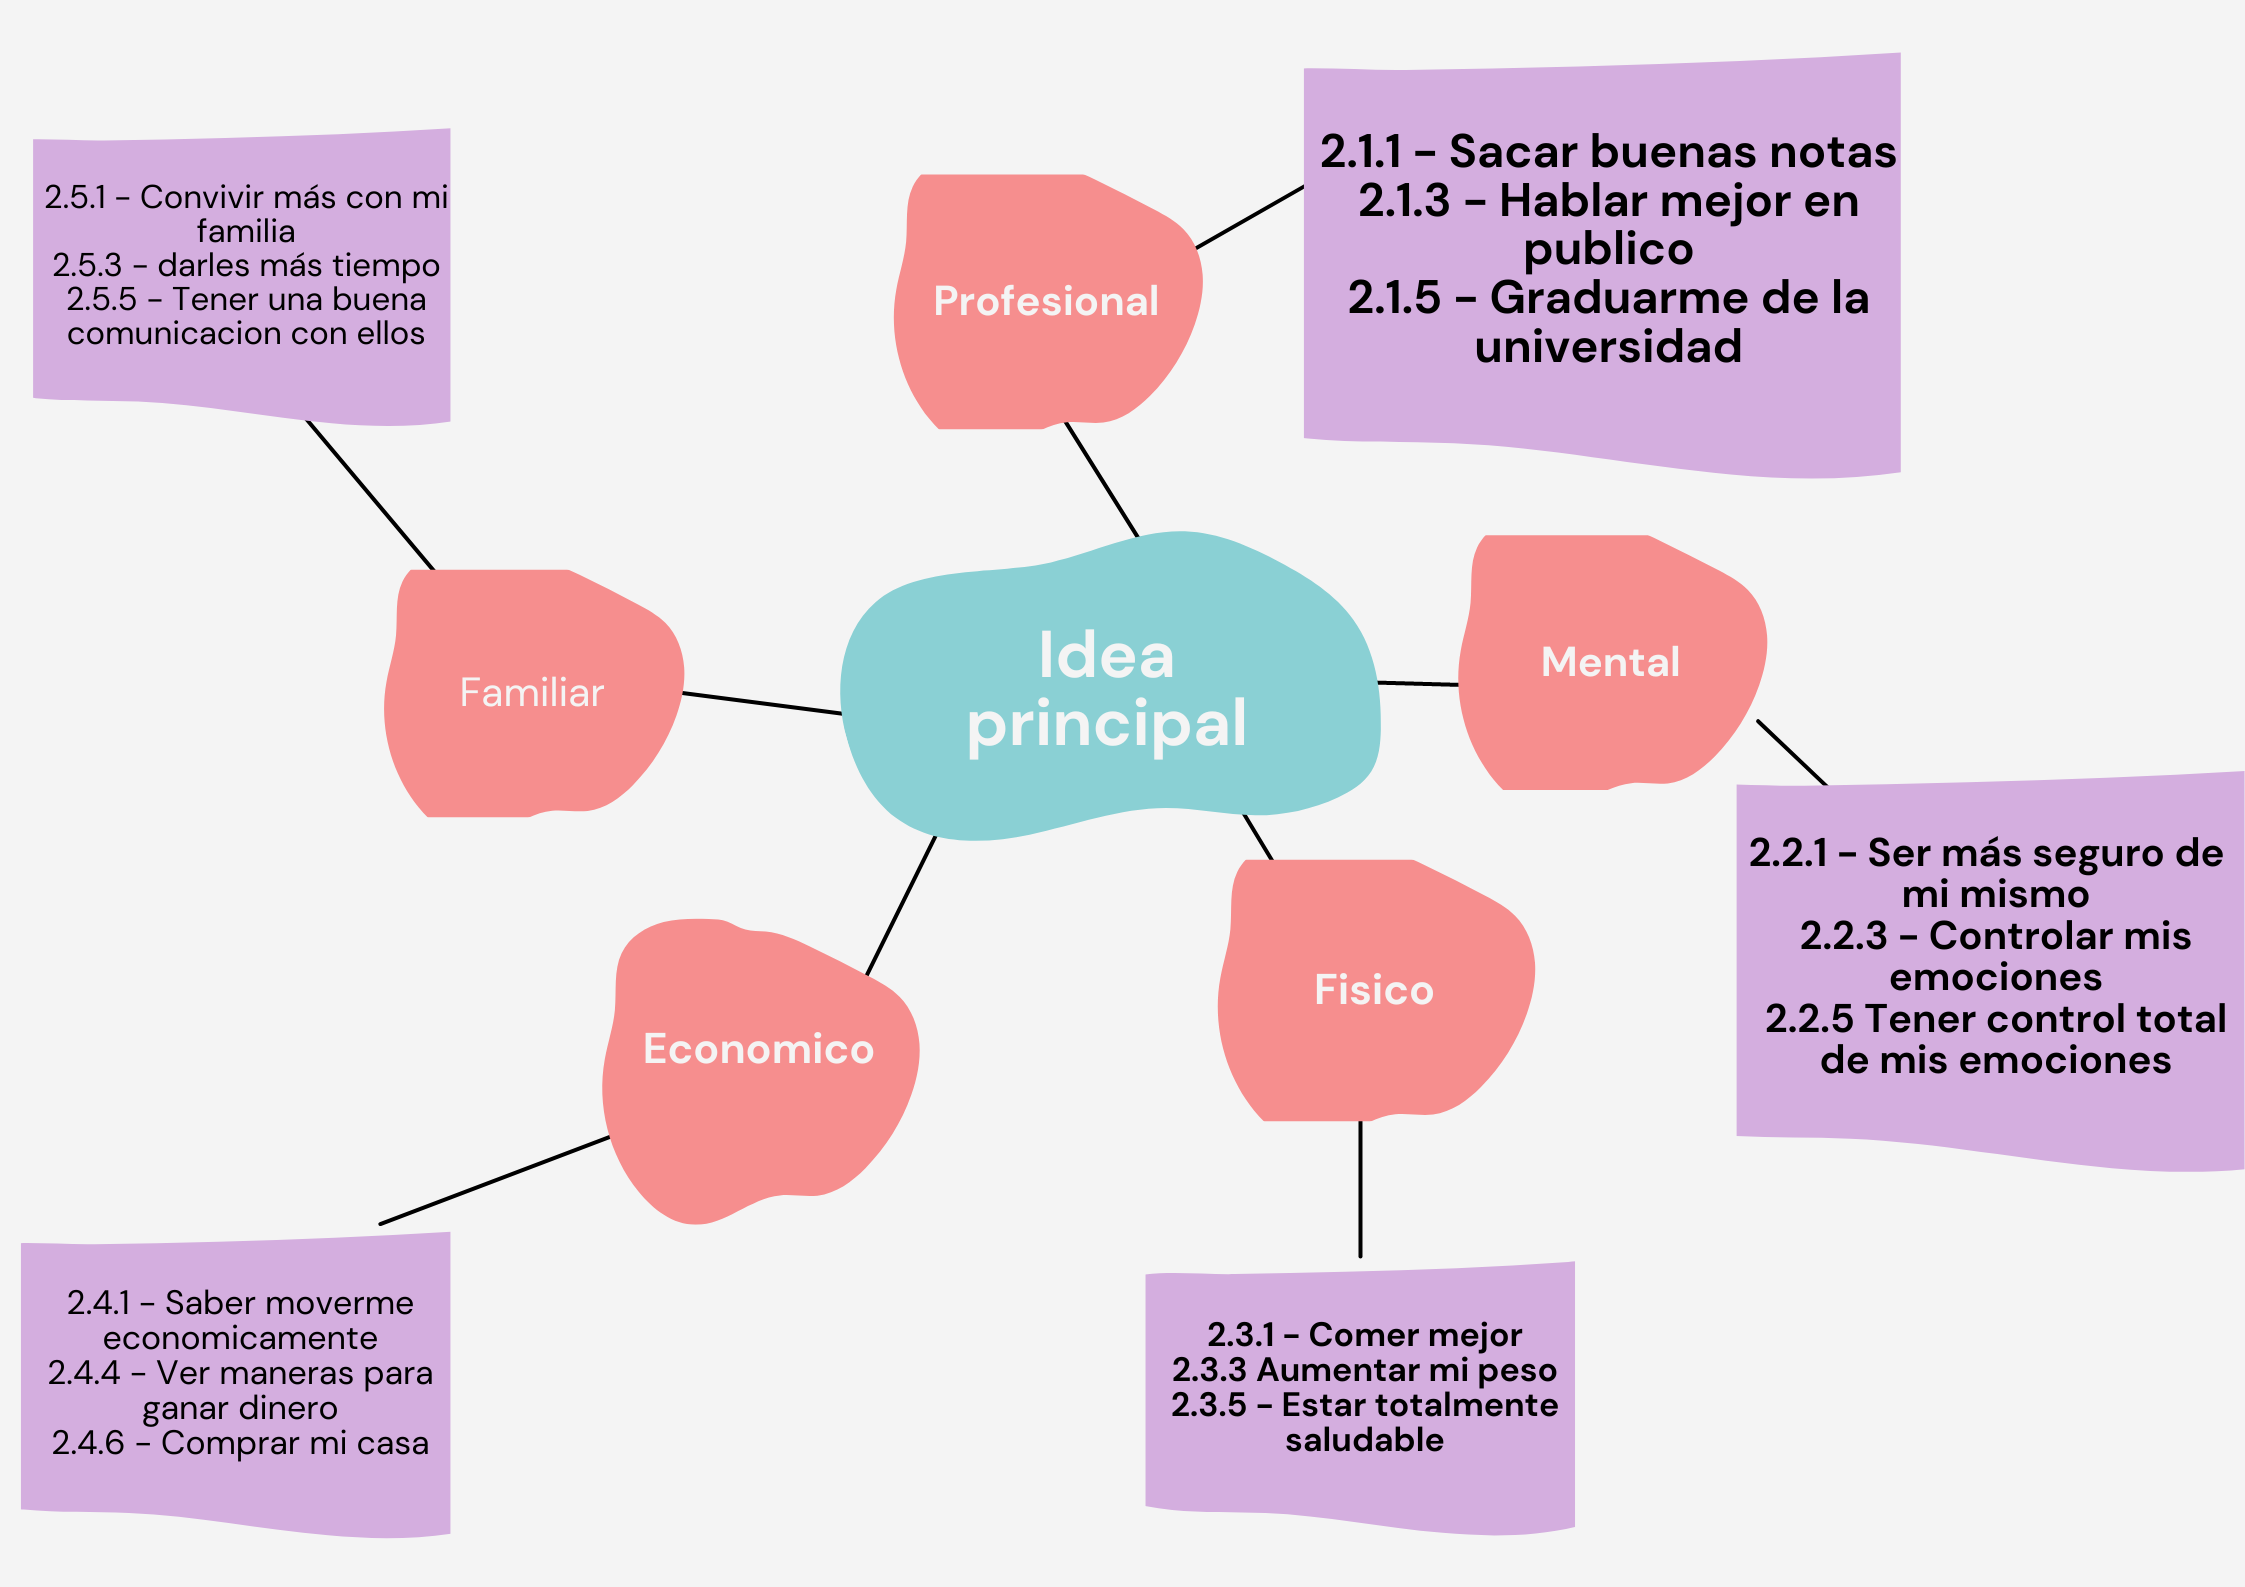 2.1.1 - Sacar buenas notas
2.1.3 - Hablar mejor en
publico
2.1.5 - Graduarme de la
universidad
2.5.1 - Convivir más con mi
familia
2.5.3 - darles más tiempo
2.5.5 - Tener una buena
comunicacion con ellos
Profesional
Idea
principal
Mental
Familiar
2.2.1 - Ser más seguro de
mi mismo
2.2.3 - Controlar mis
emociones
2.2.5 Tener control total
de mis emociones
Fisico
Economico
2.4.1 - Saber moverme
economicamente
2.4.4 - Ver maneras para
ganar dinero
2.4.6 - Comprar mi casa
2.3.1 - Comer mejor
2.3.3 Aumentar mi peso
2.3.5 - Estar totalmente
saludable